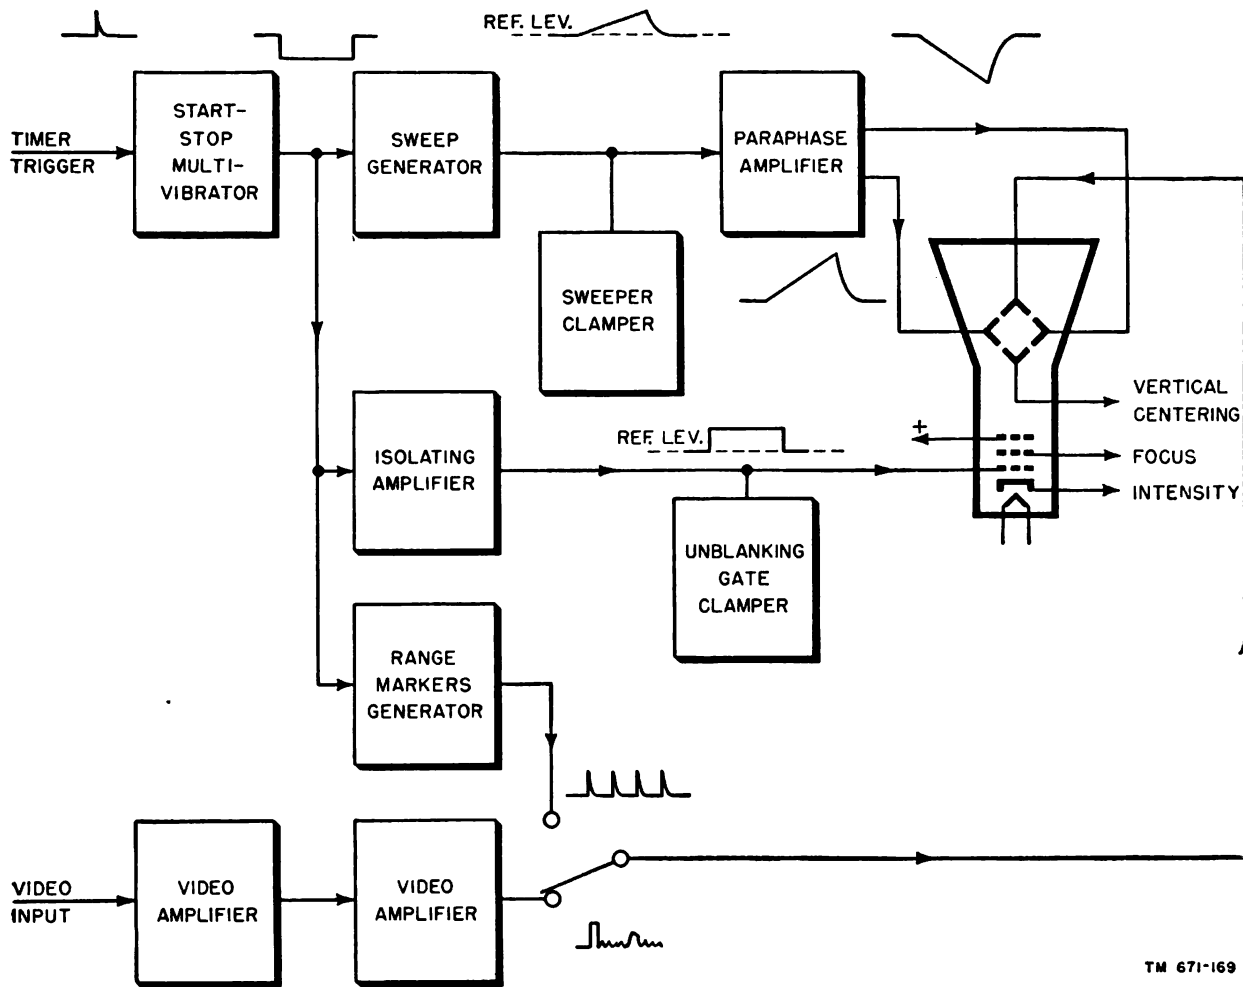 REF. LEV.
TIMER
TRIGGER
START-
STOP
MULTI-
VIBRATOR
SWEEP
GENERATOR
PARAPHASE
AMPLIFIER
SWEEPER
CLAMPER
VERTICAL
CENTERING
REF. LEV.
+
FOCUS
ISOLATING
AMPLIFIER
INTENSITY
UNBLANKING
GATE
CLAMPER
RANGE
MARKERS
GENERATOR
VIDEO
INPUT
VIDEO
AMPLIFIER
VIDEO
AMPLIFIER
TM 671-169